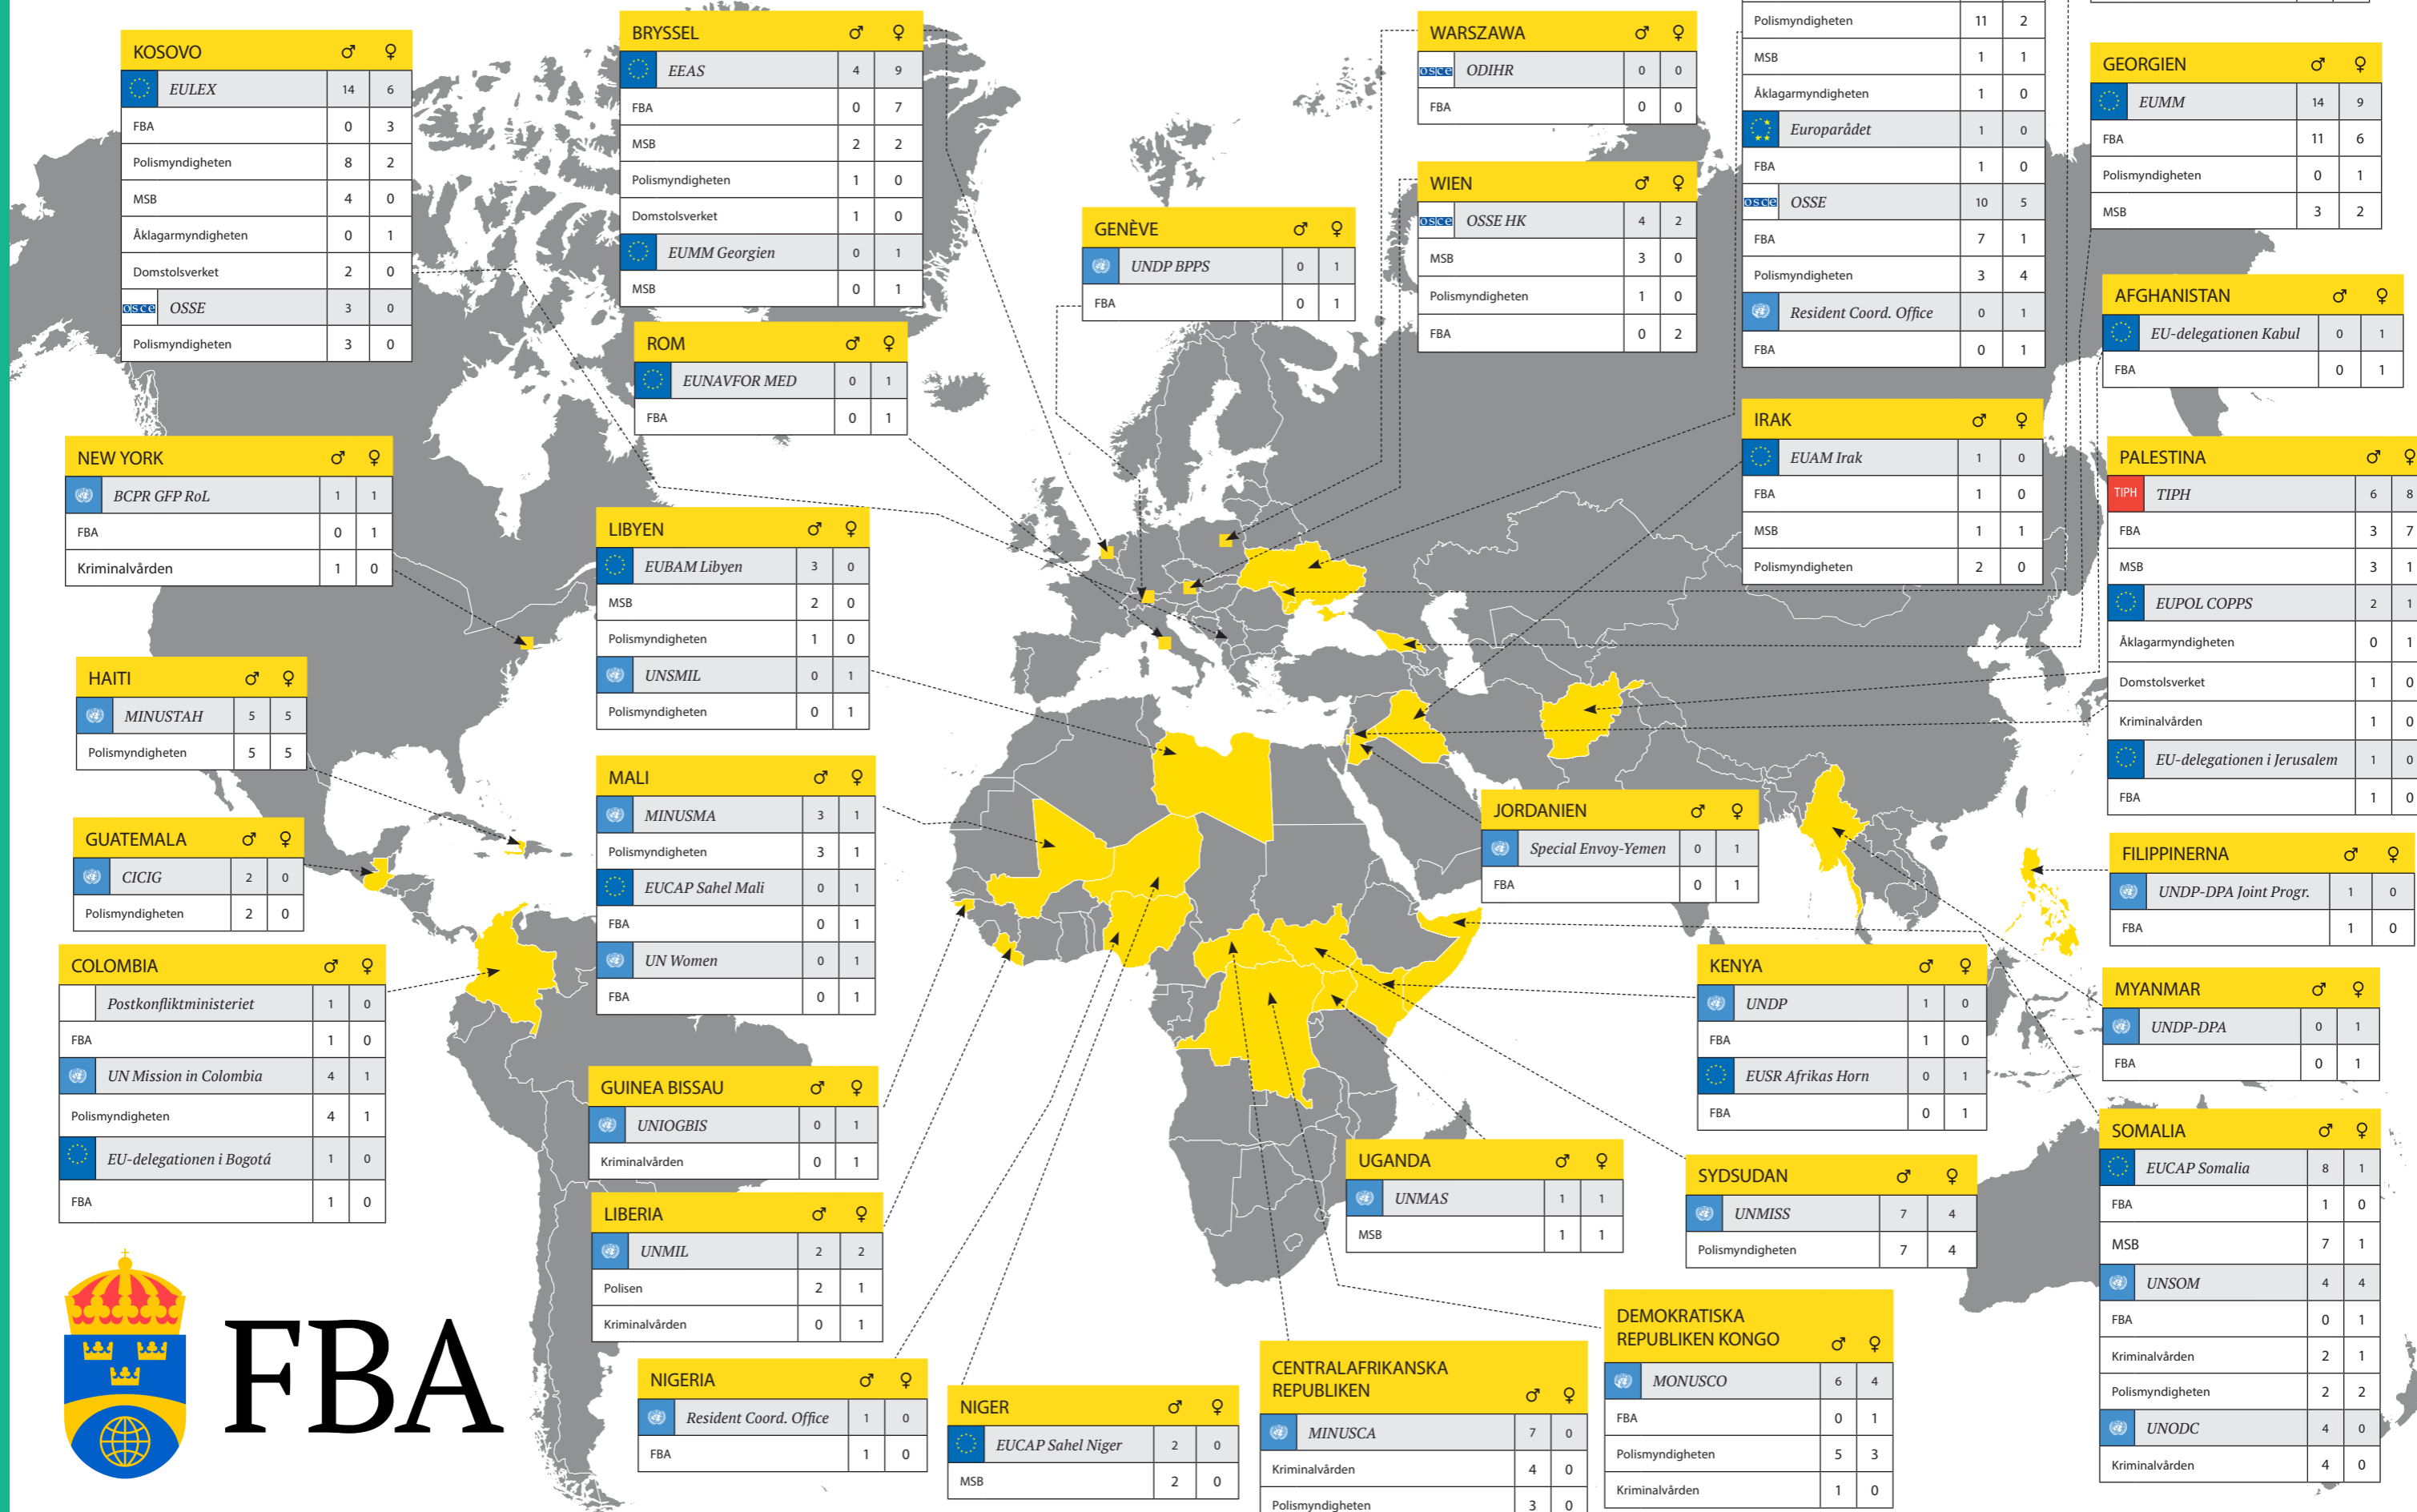 KOSOVO ♂ ♀
EULEX 14 6
FBA 0 3
Polismyndigheten 8 2
MSB 4 0
Åklagarmyndigheten 0 1
Domstolsverket 2 0
osce OSSE 3 0
Polismyndigheten 3 0
NEW YORK ♂ ♀
BCPR GFP RoL 1 1
FBA 0 1
Kriminalvården 1 0
HAITI ♂ ♀
MINUSTAH 5 5
Polismyndigheten 5 5
GUATEMALA ♂ ♀
CICIG 2 0
Polismyndigheten 2 0
COLOMBIA ♂ ♀
Postkonfliktministeriet 1 0
FBA 1 0
UN Mission in Colombia 4 1
Polismyndigheten 4 1
EU-delegationen i Bogotá 1 0
FBA 1 0
FBA
BRYSSEL ♂ ♀
EEAS 4 9
FBA 0 7
MSB 2 2
Polismyndigheten 1 0
Domstolsverket 1 0
EUMM Georgien 0 1
MSB 0 1
ROM ♂ ♀
EUNAVFOR MED 0 1
FBA 0 1
LIBYEN ♂ ♀
EUBAM Libyen 3 0
MSB 2 0
Polismyndigheten 1 0
UNSMIL 0 1
Polismyndigheten 0 1
MALI ♂ ♀
MINUSMA 3 1
Polismyndigheten 3 1
EUCAP Sahel Mali 0 1
FBA 0 1
UN Women 0 1
FBA 0 1
GUINEA BISSAU ♂ ♀
UNIOGBIS 0 1
Kriminalvården 0 1
LIBERIA ♂ ♀
UNMIL 2 2
Polisen 2 1
Kriminalvården 0 1
NIGERIA ♂ ♀
Resident Coord. Office 1 0
FBA 1 0
NIGER ♂ ♀
EUCAP Sahel Niger 2 0
MSB 2 0
GENÈVE ♂ ♀
UNDP BPPS 0 1
FBA 0 1
WARSZAWA ♂ ♀
osce ODIHR 0 0
FBA 0 0
WIEN ♂ ♀
osce OSSE HK 4 2
MSB 3 0
Polismyndigheten 1 0
FBA 0 2
Polismyndigheten 11 2
MSB 1 1
Åklagarmyndigheten 1 0
Europarådet 1 0
FBA 1 0
osce OSSE 10 5
FBA 7 1
Polismyndigheten 3 4
Resident Coord. Office 0 1
FBA 0 1
IRAK ♂ ♀
EUAM Irak 1 0
FBA 1 0
MSB 1 1
Polismyndigheten 2 0
JORDANIEN ♂ ♀
Special Envoy-Yemen 0 1
FBA 0 1
KENYA ♂ ♀
UNDP 1 0
FBA 1 0
EUSR Afrikas Horn 0 1
FBA 0 1
UGANDA ♂ ♀
UNMAS 1 1
MSB 1 1
SYDSUDAN ♂ ♀
UNMISS 7 4
Polismyndigheten 7 4
CENTRALAFRIKANSKA
REPUBLIKEN ♂ ♀
MINUSCA 7 0
Kriminalvården 4 0
Polismyndigheten 3 0
DEMOKRATISKA
REPUBLIKEN KONGO ♂ ♀
MONUSCO 6 4
FBA 0 1
Polismyndigheten 5 3
Kriminalvården 1 0
GEORGIEN ♂ ♀
EUMM 14 9
FBA 11 6
Polismyndigheten 0 1
MSB 3 2
AFGHANISTAN ♂ ♀
EU-delegationen Kabul 0 1
FBA 0 1
PALESTINA ♂ ♀
TIPH TIPH 6 8
FBA 3 7
MSB 3 1
EUPOL COPPS 2 1
Åklagarmyndigheten 0 1
Domstolsverket 1 0
Kriminalvården 1 0
EU-delegationen i Jerusalem 1 0
FBA 1 0
FILIPPINERNA ♂ ♀
UNDP-DPA Joint Progr. 1 0
FBA 1 0
MYANMAR ♂ ♀
UNDP-DPA 0 1
FBA 0 1
SOMALIA ♂ ♀
EUCAP Somalia 8 1
FBA 1 0
MSB 7 1
UNSOM 4 4
FBA 0 1
Kriminalvården 2 1
Polismyndigheten 2 2
UNODC 4 0
Kriminalvården 4 0